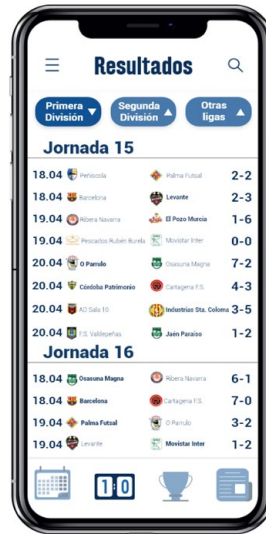 Resultados
Primera División
Segunda División
Otras ligas
Jornada 15
18.04 Peñíscola Palma Futsal 2-2
18.04 Barcelona Levante 2-3
19.04 Ribera Navarra El Pozo Murcia 1-6
19.04 Pescados Rubén Burela Movistar Inter 0-0
20.04 O Parrulo Osasuna Magna 7-2
20.04 Córdoba Patrimonio Cartagena F.S. 4-3
20.04 AD Sala 10 Industrias Sta. Coloma 3-5
20.04 F.S. Valdepeñas Jaén Paraíso 1-2
Jornada 16
18.04 Osasuna Magna Ribera Navarra 6-1
18.04 Barcelona Cartagena F.S. 7-0
19.04 Palma Futsal O Parrulo 3-2
19.04 Levante Movistar Inter 1-2
1:0